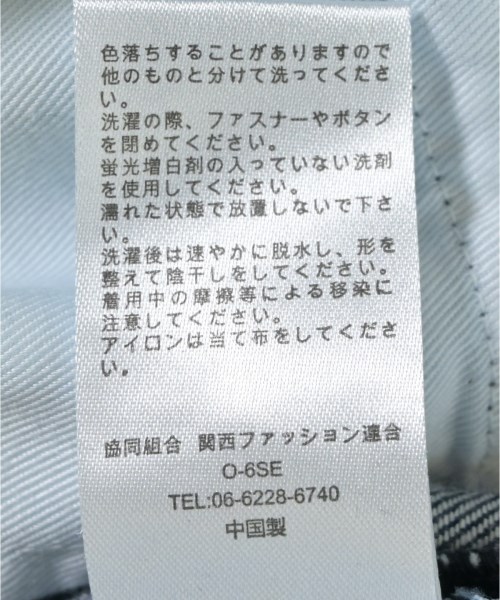 色落ちすることがありますので
他のものと分けて洗ってくださ
い。
洗濯の際、ファスナーやボタン
を閉めてください。
蛍光増白剤の入っていない洗剤
を使用してください。
濡れた状態で放置しないで下さ
い。
洗濯後は速やかに脱水し、形を
整えて陰干しをしてください。
着用中の摩擦等による移染に
注意してください。
アイロンは当て布をしてくださ
い。
協同組合 関西ファッション連合
O-6SE
TEL:06-6228-6740
中国製